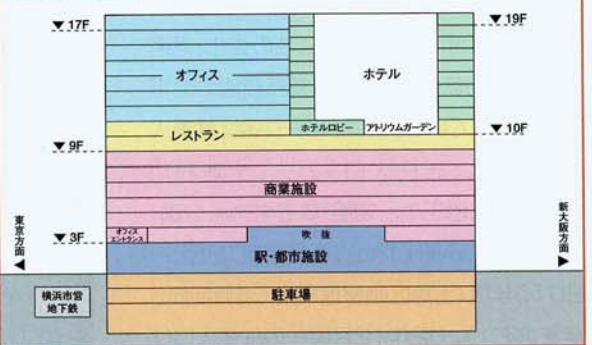 ▼17F
▼19F
オフィス
ホテル
ホテルロビー
アトリウムガーデン
レストラン
▼10F
▼9F
商業施設
東京方面
◀
新大阪方面
▶
オフィス
エントランス
吹抜
▼3F
駅・都市施設
横浜市営
地下鉄
駐車場